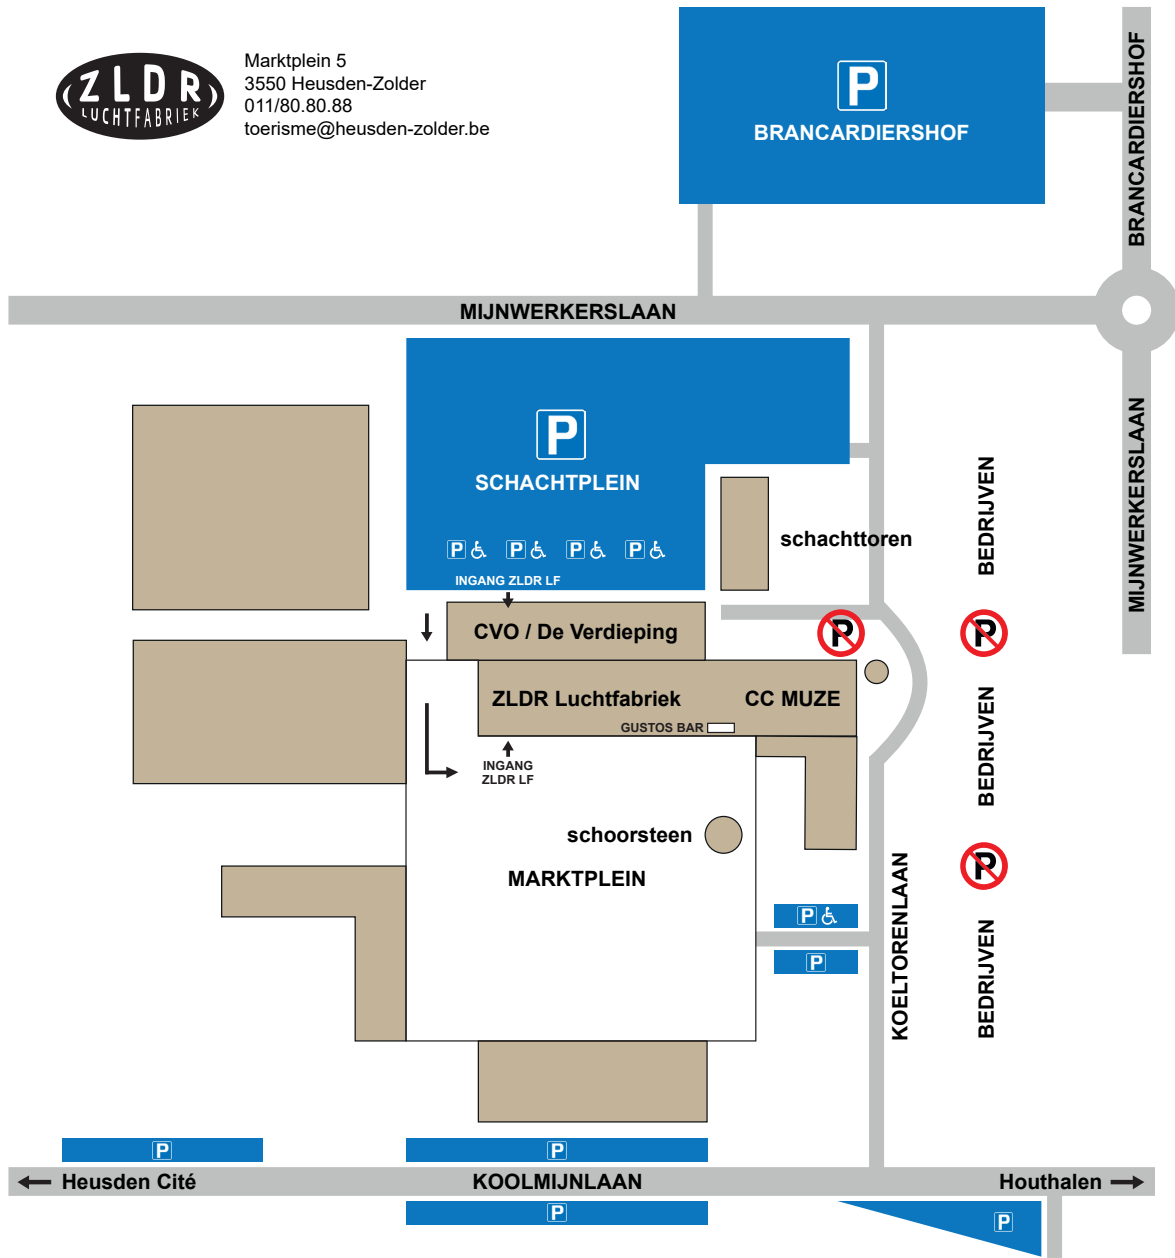 ZLDR
LUCHTFABRIEK
Marktplein 5
3550 Heusden-Zolder
011/80.80.88
toerisme@heusden-zolder.be
P
BRANCARDIERSHOF
BRANCARDIERSHOF
MIJNWERKERSLAAN
MIJNWERKERSLAAN
P
SCHACHTPLEIN
P P P P
INGANG ZLDR LF
schachttoren
BEDRIJVEN
CVO / De Verdieping
P
P
ZLDR Luchtfabriek
CC MUZE
GUSTOS BAR
BEDRIJVEN
INGANG
ZLDR LF
schoorsteen
MARKTPLEIN
P
P
P
KOELTORENLAAN
BEDRIJVEN
P
P
Heusden Cité
KOOLMIJNLAAN
Houthalen
P
P